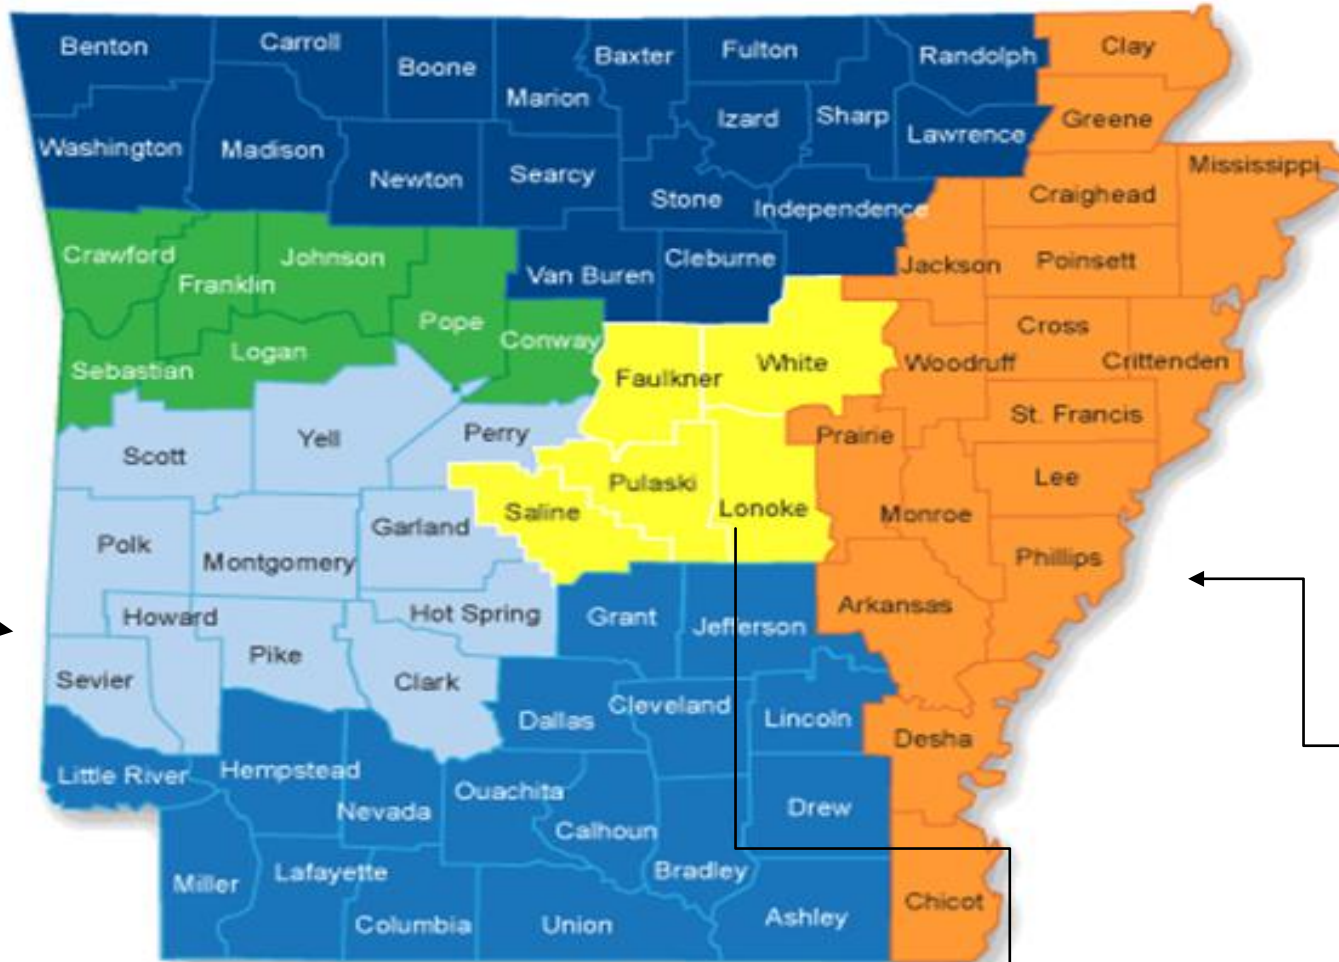 Benton
Carroll
Boone
Marion
Baxter
Fulton
Randolph
Clay
Washington
Madison
Newton
Searcy
Stone
Izard
Sharp
Lawrence
Greene
Mississippi
Independence
Craighead
Crawford
Franklin
Johnson
Van Buren
Cleburne
Jackson
Poinsett
Sebastian
Logan
Pope
Conway
Faulkner
White
Woodruff
Cross
Crittenden
Scott
Yell
Perry
Prairie
St. Francis
Polk
Montgomery
Garland
Saline
Pulaski
Lonoke
Monroe
Lee
Phillips
Howard
Pike
Hot Spring
Grant
Jefferson
Arkansas
Sevier
Clark
Dallas
Cleveland
Lincoln
Desha
Little River
Hempstead
Nevada
Ouachita
Calhoun
Drew
Miller
Lafayette
Columbia
Union
Bradley
Ashley
Chicot